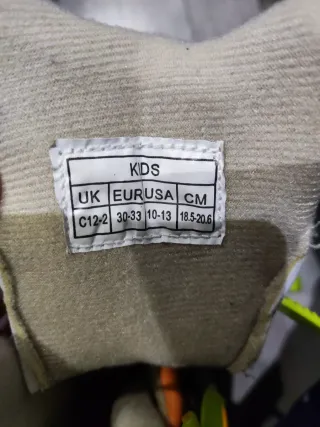 KIDS
UK EUR USA CM
C12-2 30-33 10-13 18.5-20.6